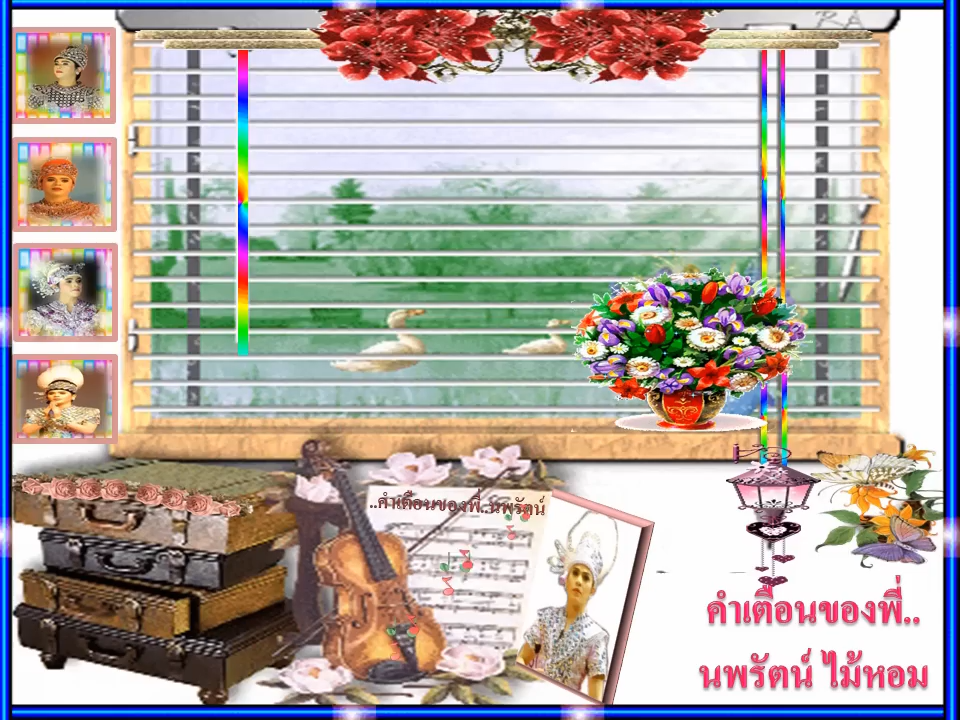 RA
..คำเตือนของพี่..นพรัตน์
คำเตือนของพี่..
นพรัตน์ ไม้หอม